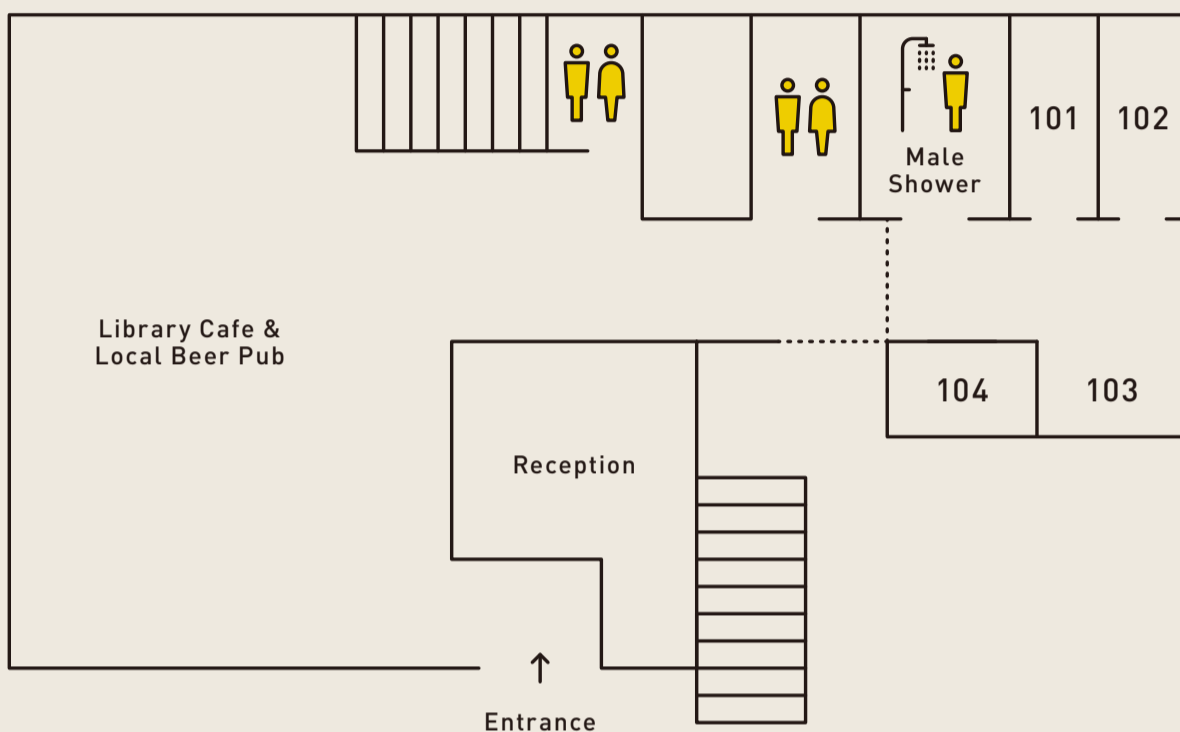 101
102
Male
Shower
Library Cafe &
Local Beer Pub
104
103
Reception
Entrance